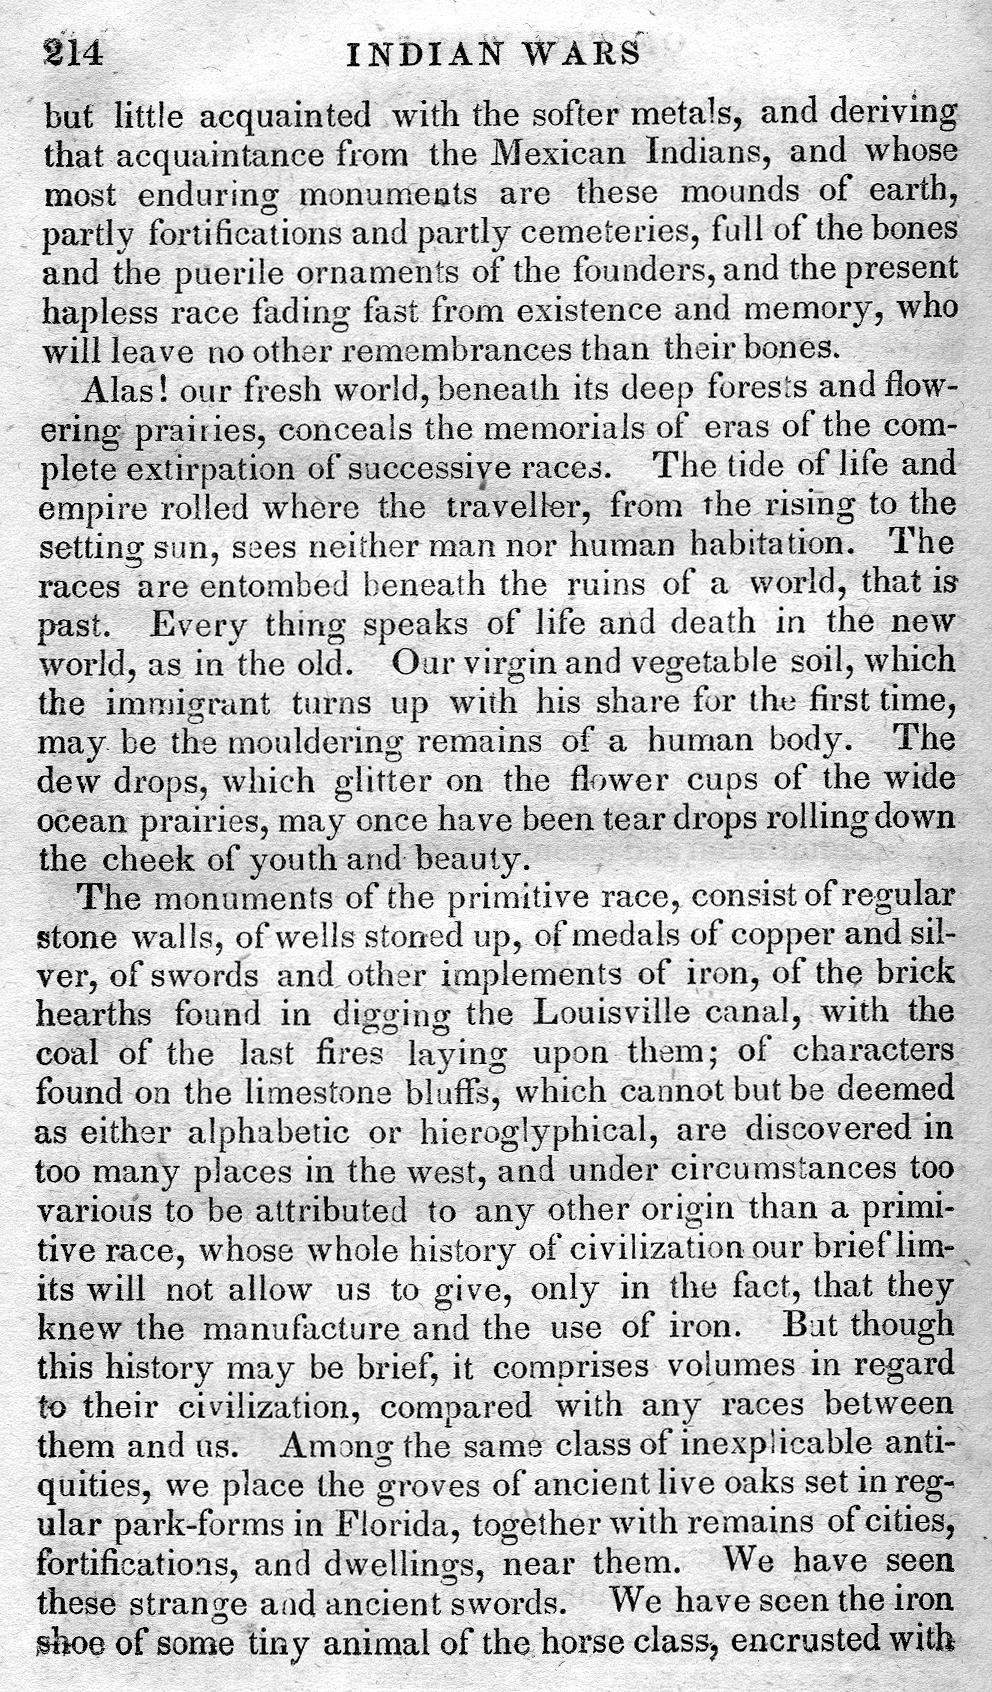 214 INDIAN WARS
but little acquainted with the softer metals, and deriving
that acquaintance from the Mexican Indians, and whose
most enduring monuments are these mounds of earth,
partly fortifications and partly cemeteries, full of the bones
and the puerile ornaments of the founders, and the present
hapless race fading fast from existence and memory, who
will leave no other remembrances than their bones.
Alas! our fresh world, beneath its deep forests and flow-
ering prairies, conceals the memorials of eras of the com-
plete extirpation of successive races. The tide of life and
empire rolled where the traveller, from the rising to the
setting sun, sees neither man nor human habitation. The
races are entombed beneath the ruins of a world, that is
past. Every thing speaks of life and death in the new
world, as in the old. Our virgin and vegetable soil, which
the immigrant turns up with his share for the first time,
may be the mouldering remains of a human body. The
dew drops, which glitter on the flower cups of the wide
ocean prairies, may once have been tear drops rolling down
the cheek of youth and beauty.
The monuments of the primitive race, consist of regular
stone walls, of wells stoned up, of medals of copper and sil-
ver, of swords and other implements of iron, of the brick
hearths found in digging the Louisville canal, with the
coal of the last fires laying upon them; of characters
found on the limestone bluffs, which cannot but be deemed
as either alphabetic or hieroglyphical, are discovered in
too many places in the west, and under circumstances too
various to be attributed to any other origin than a primi-
tive race, whose whole history of civilization our brief lim-
its will not allow us to give, only in the fact, that they
knew the manufacture and the use of iron. But though
this history may be brief, it comprises volumes in regard
to their civilization, compared with any races between
them and us. Among the same class of inexplicable anti-
quities, we place the groves of ancient live oaks set in reg-
ular park-forms in Florida, together with remains of cities,
fortifications, and dwellings, near them. We have seen
these strange and ancient swords. We have seen the iron
shoe of some tiny animal of the horse class, encrusted with